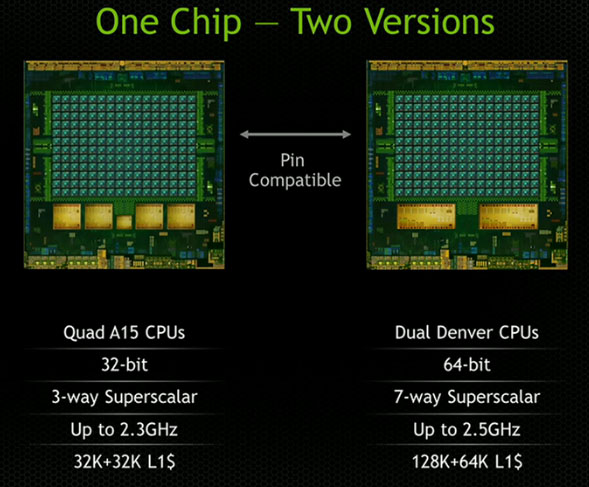 One Chip — Two Versions
Pin
Compatible
Quad A15 CPUs
32-bit
3-way Superscalar
Up to 2.3GHz
32K+32K L1$
Dual Denver CPUs
64-bit
7-way Superscalar
Up to 2.5GHz
128K+64K L1$